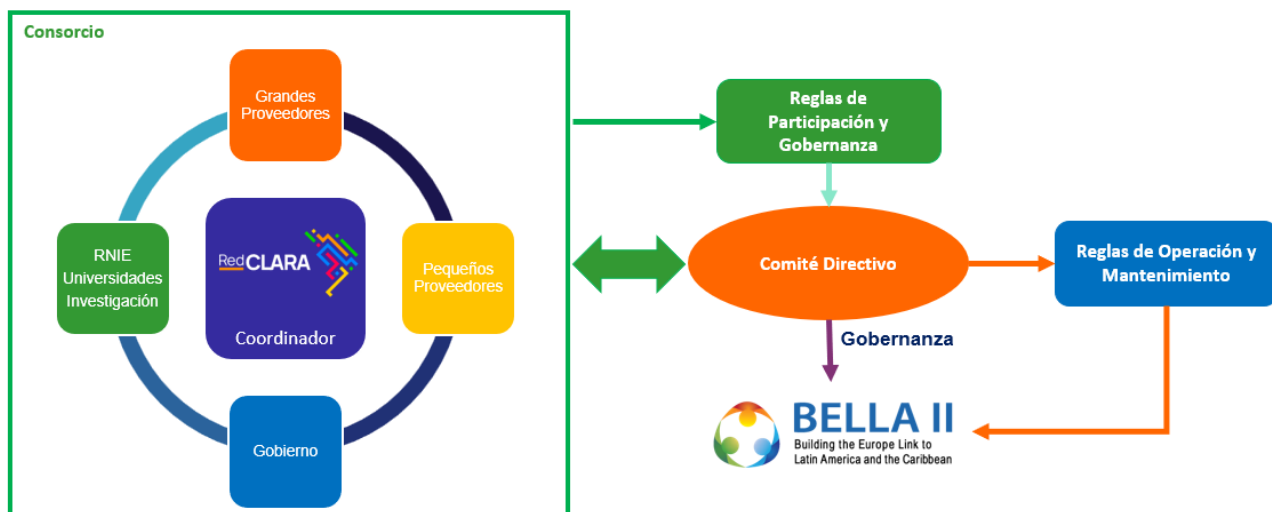 Consorcio
Grandes
Proveedores
RNIE
Universidades
Investigación
RedCLARA
Coordinador
Pequeños
Proveedores
Gobierno
Reglas de
Participación y
Gobernanza
Comité Directivo
Reglas de Operación y
Mantenimiento
Gobernanza
BELLA II
Building the Europe Link to
Latin America and the Caribbean